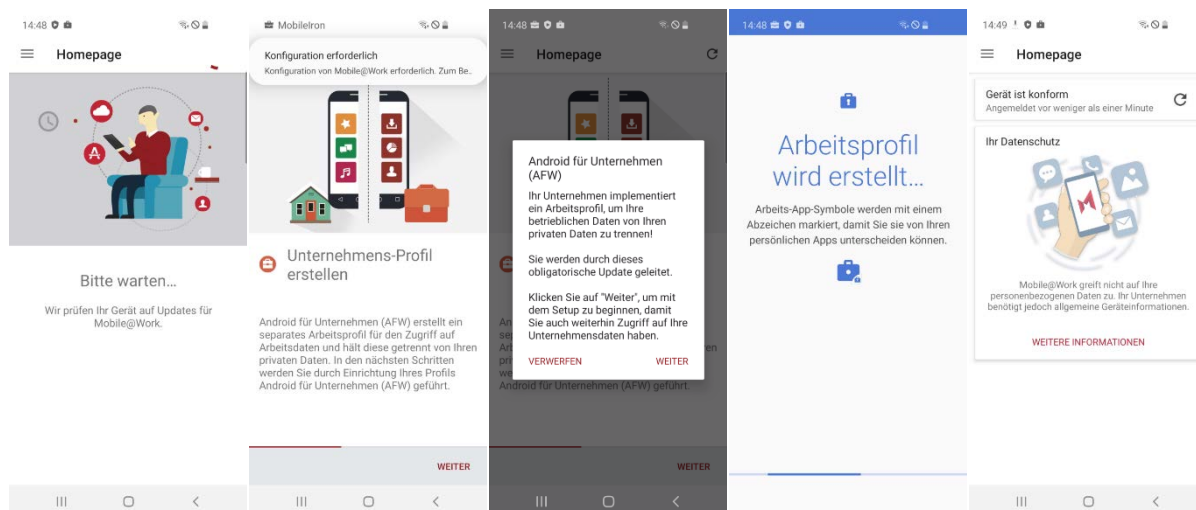 14:48
Homepage
Bitte warten...
Wir prüfen Ihr Gerät auf Updates für
Mobile@Work.
MobileIron
Konfiguration erforderlich
Konfiguration von Mobile@Work erforderlich. Zum Be..
Unternehmens-Profil
erstellen
Android für Unternehmen (AFW) erstellt ein
separates Arbeitsprofil für den Zugriff auf
Arbeitsdaten und hält diese getrennt von Ihren
privaten Daten. In den nächsten Schritten
werden Sie durch Einrichtung Ihres Profils
Android für Unternehmen (AFW) geführt.
WEITER
14:48
Homepage
Android für Unternehmen
(AFW)
Ihr Unternehmen implementiert
ein Arbeitsprofil, um Ihre
betrieblichen Daten von Ihren
privaten Daten zu trennen!
Sie werden durch dieses
obligatorische Update geleitet.
Klicken Sie auf "Weiter", um mit
dem Setup zu beginnen, damit
Sie auch weiterhin Zugriff auf Ihre
Unternehmensdaten haben.
VERWERFEN WEITER
Android für Unternehmen (AFW) geführt.
WEITER
14:48
Arbeitsprofil
wird erstellt...
Arbeits-App-Symbole werden mit einem
Abzeichen markiert, damit Sie sie von Ihren
persönlichen Apps unterscheiden können.
14:49
Homepage
Gerät ist konform
Angemeldet vor weniger als einer Minute
Ihr Datenschutz
Mobile@Work greift nicht auf Ihre
personenbezogenen Daten zu. Ihr Unternehmen
benötigt jedoch allgemeine Geräteinformationen.
WEITERE INFORMATIONEN